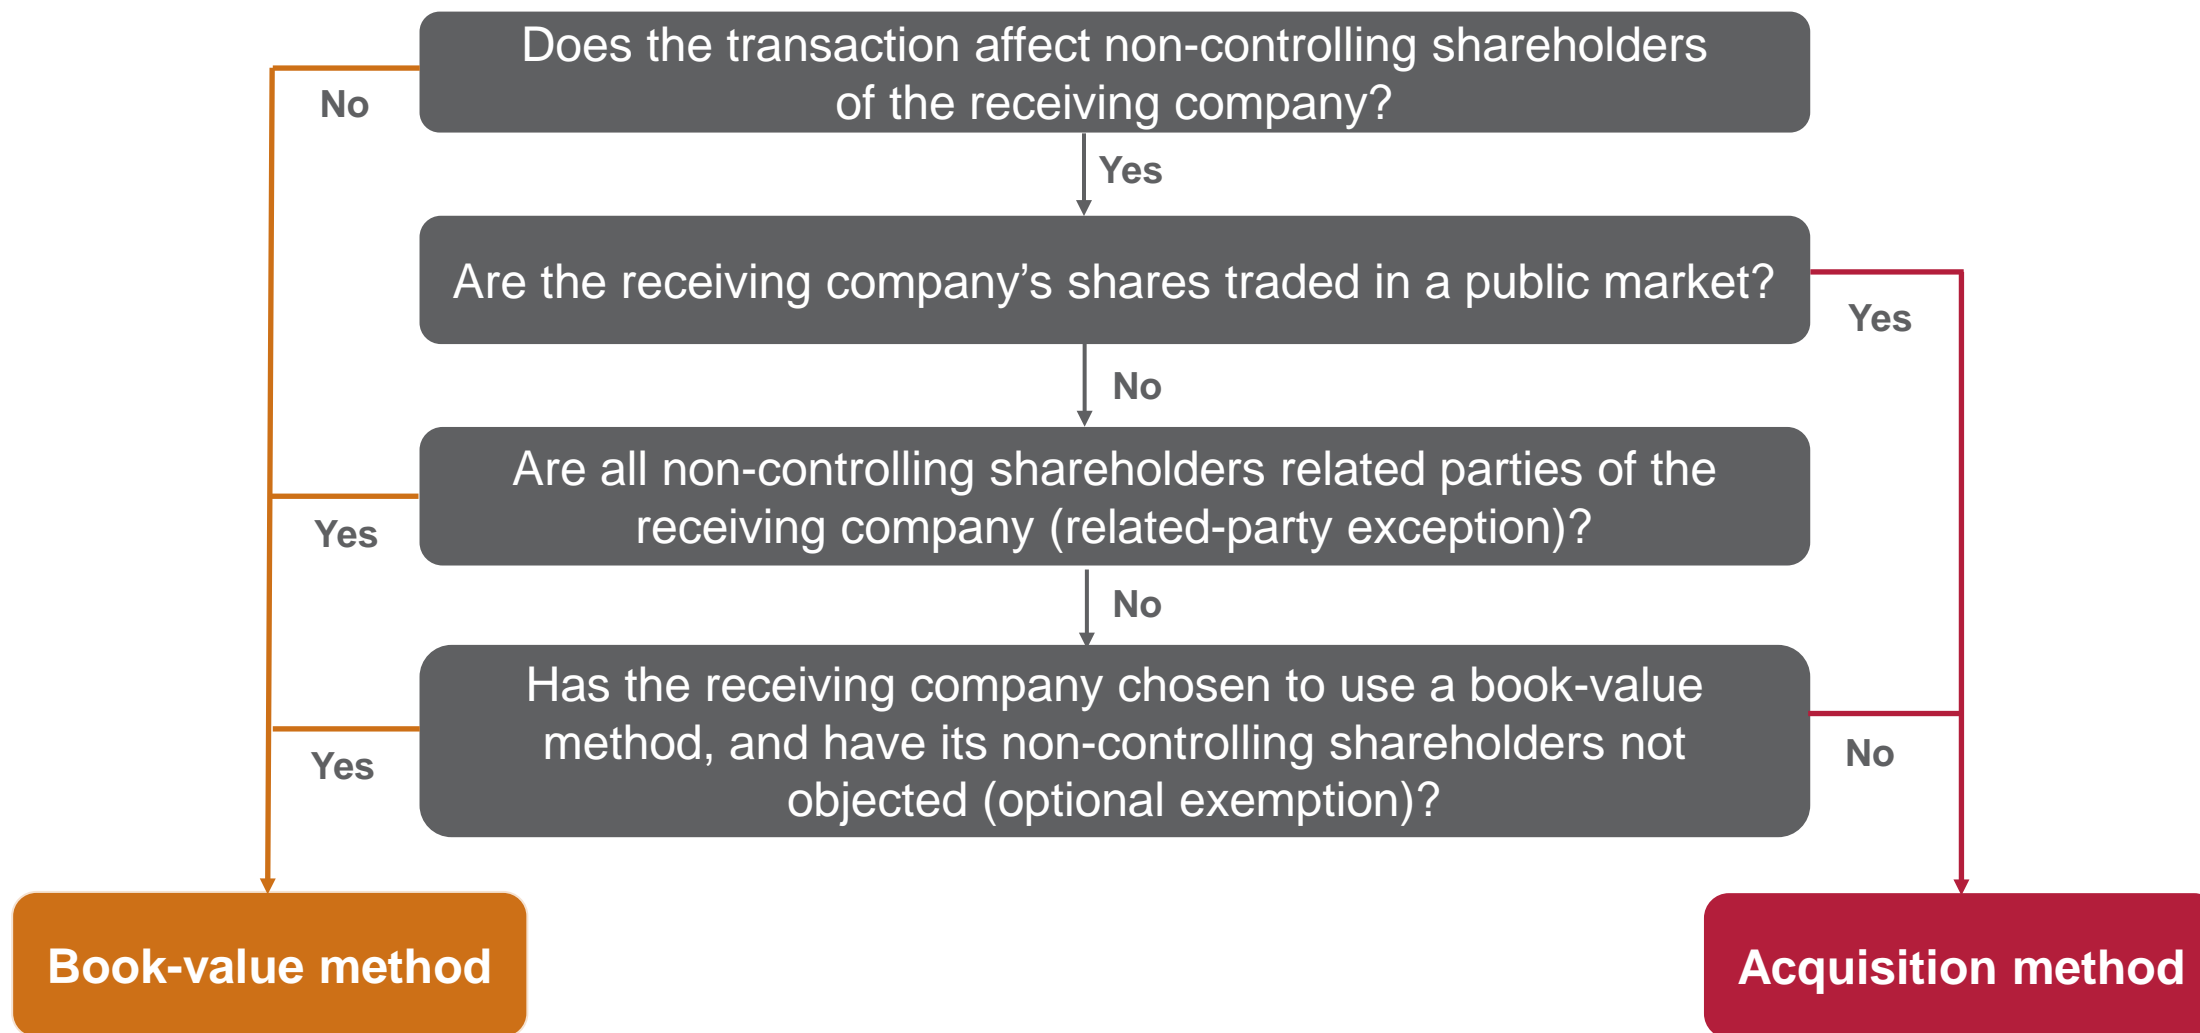 Does the transaction affect non-controlling shareholders
of the receiving company?
No
Yes
Are the receiving company’s shares traded in a public market?
Yes
No
Are all non-controlling shareholders related parties of the
receiving company (related-party exception)?
Yes
No
Has the receiving company chosen to use a book-value
method, and have its non-controlling shareholders not
objected (optional exemption)?
Yes
No
Book-value method
Acquisition method